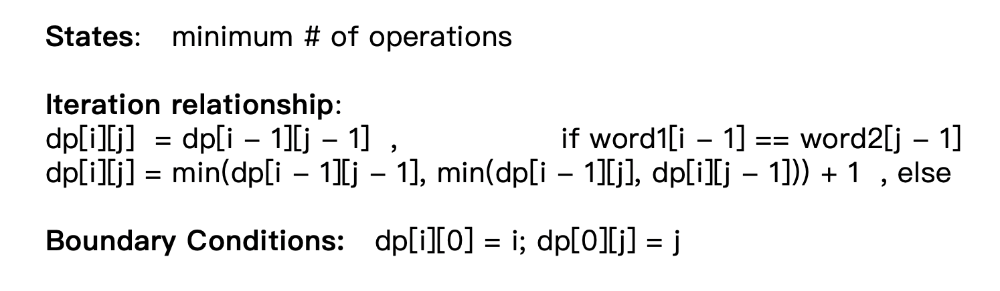 States: minimum # of operations
Iteration relationship:
dp[i][j] = dp[i – 1][j – 1] , if word1[i – 1] == word2[j – 1]
dp[i][j] = min(dp[i – 1][j – 1], min(dp[i – 1][j], dp[i][j – 1])) + 1 , else
Boundary Conditions: dp[i][0] = i; dp[0][j] = j